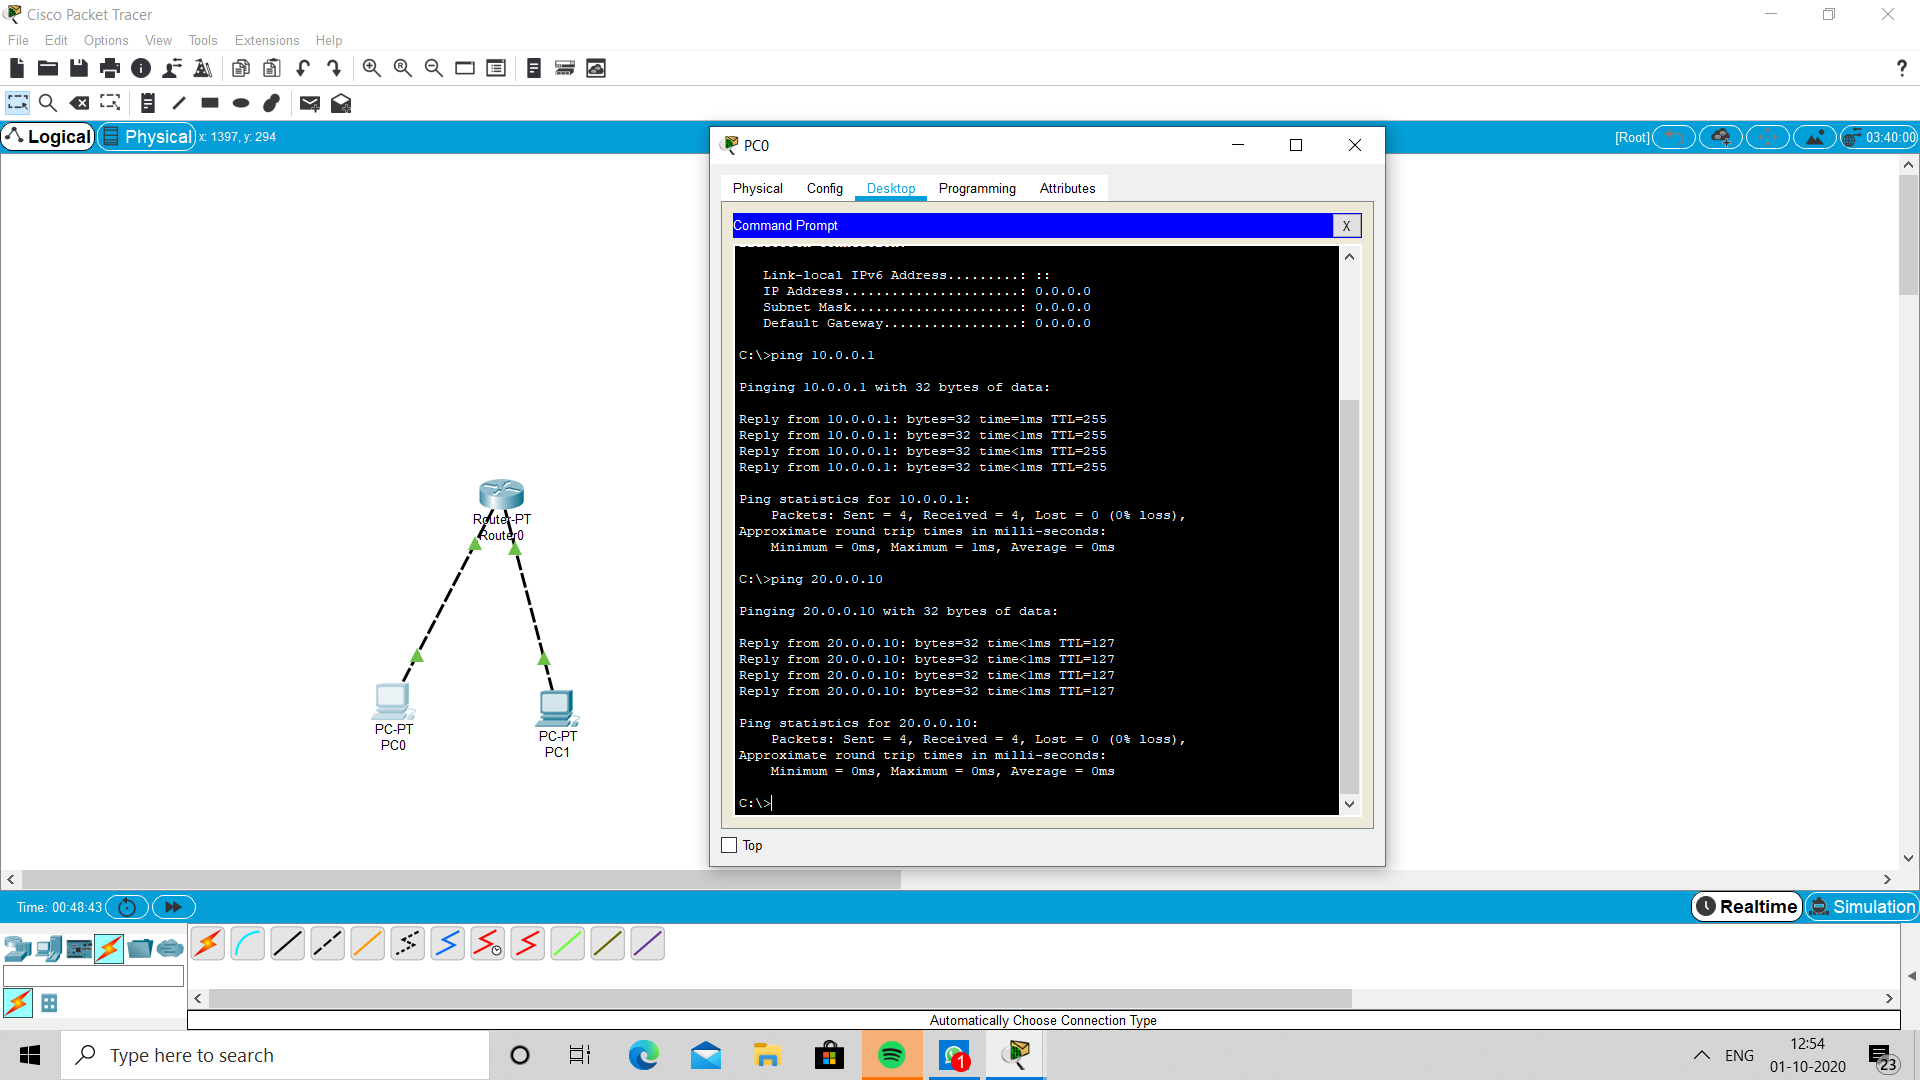 Cisco Packet Tracer
File Edit Options View Tools Extensions Help
?
Logical Physical x: 1397, y: 294
[Root] 03:40:00
PC0
Physical Config Desktop Programming Attributes
Command Prompt X
Link-local IPv6 Address.........: ::
IP Address......................: 0.0.0.0
Subnet Mask.....................: 0.0.0.0
Default Gateway.................: 0.0.0.0
C:\>ping 10.0.0.1
Pinging 10.0.0.1 with 32 bytes of data:
Reply from 10.0.0.1: bytes=32 time=1ms TTL=255
Reply from 10.0.0.1: bytes=32 time<1ms TTL=255
Reply from 10.0.0.1: bytes=32 time<1ms TTL=255
Reply from 10.0.0.1: bytes=32 time<1ms TTL=255
Ping statistics for 10.0.0.1:
Packets: Sent = 4, Received = 4, Lost = 0 (0% loss),
Approximate round trip times in milli-seconds:
Minimum = 0ms, Maximum = 1ms, Average = 0ms
C:\>ping 20.0.0.10
Pinging 20.0.0.10 with 32 bytes of data:
Reply from 20.0.0.10: bytes=32 time<1ms TTL=127
Reply from 20.0.0.10: bytes=32 time<1ms TTL=127
Reply from 20.0.0.10: bytes=32 time<1ms TTL=127
Reply from 20.0.0.10: bytes=32 time<1ms TTL=127
Ping statistics for 20.0.0.10:
Packets: Sent = 4, Received = 4, Lost = 0 (0% loss),
Approximate round trip times in milli-seconds:
Minimum = 0ms, Maximum = 0ms, Average = 0ms
C:\>
Top
Router-PT
Router0
PC-PT
PC0
PC-PT
PC1
Time: 00:48:43
Realtime Simulation
Automatically Choose Connection Type
Type here to search
1
ENG
12:54
01-10-2020
23